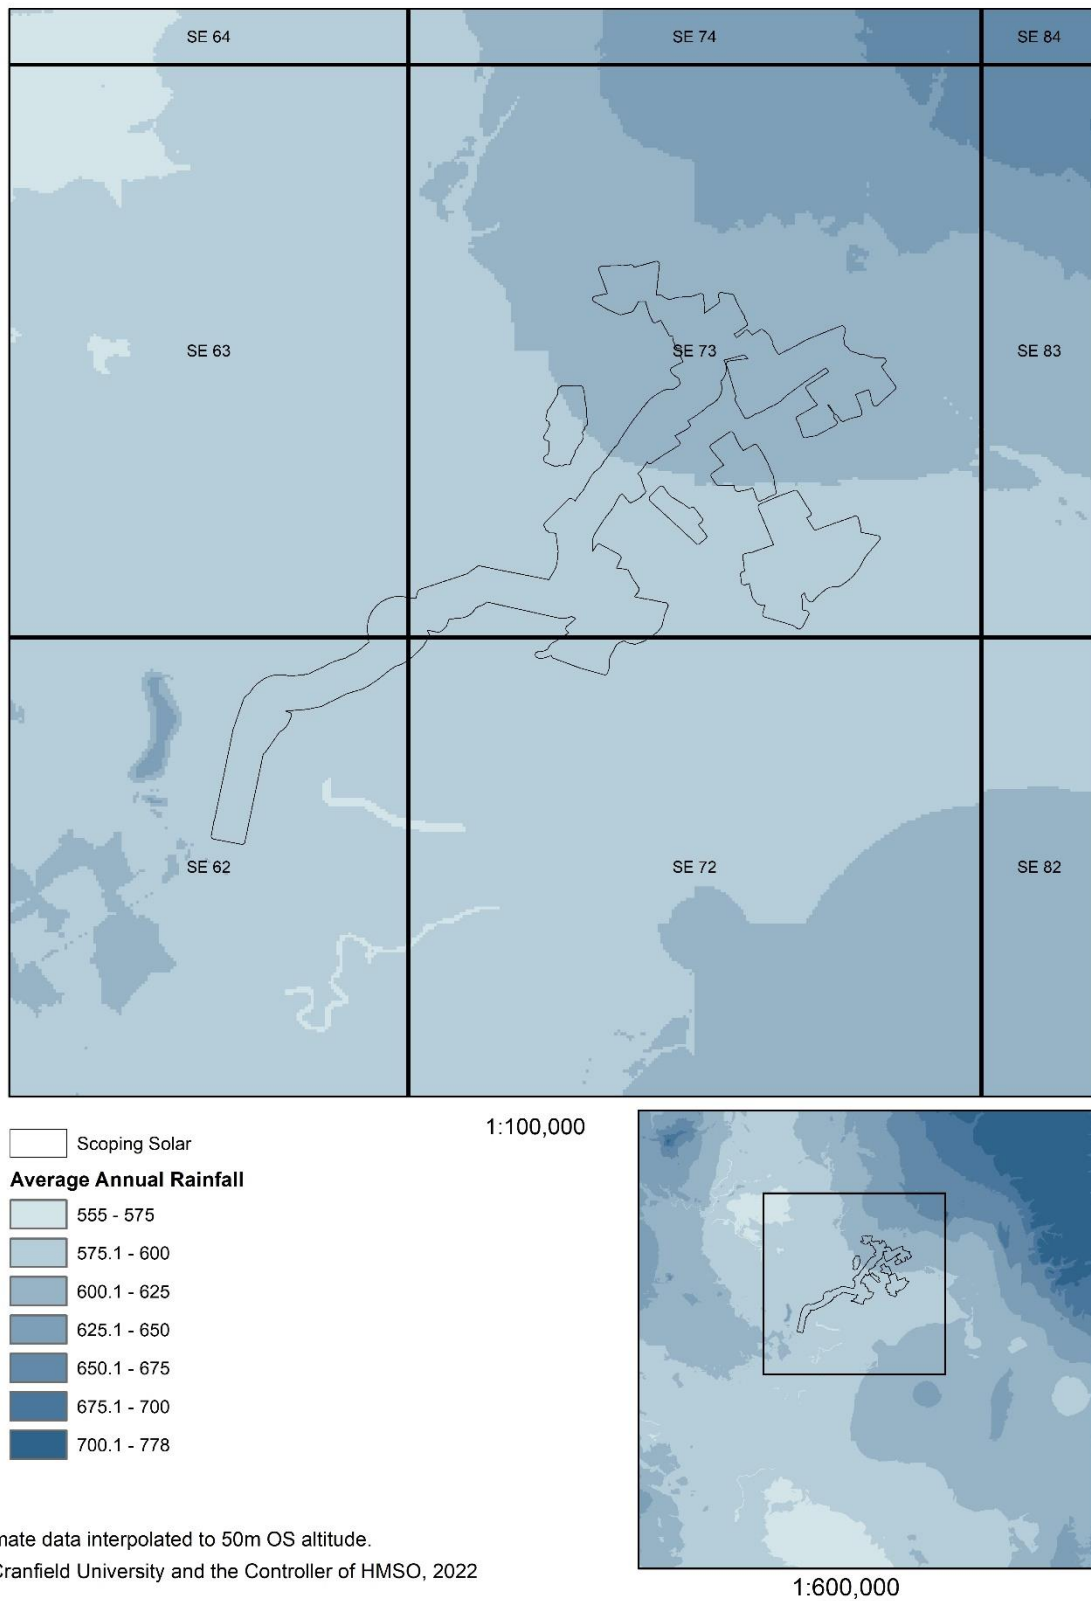 SE 64
SE 74
SE 84
SE 63
SE 73
SE 83
SE 62
SE 72
SE 82
1:100,000
Scoping Solar
Average Annual Rainfall
555 - 575
575.1 - 600
600.1 - 625
625.1 - 650
650.1 - 675
675.1 - 700
700.1 - 778
mate data interpolated to 50m OS altitude.
Cranfield University and the Controller of HMSO, 2022
1:600,000